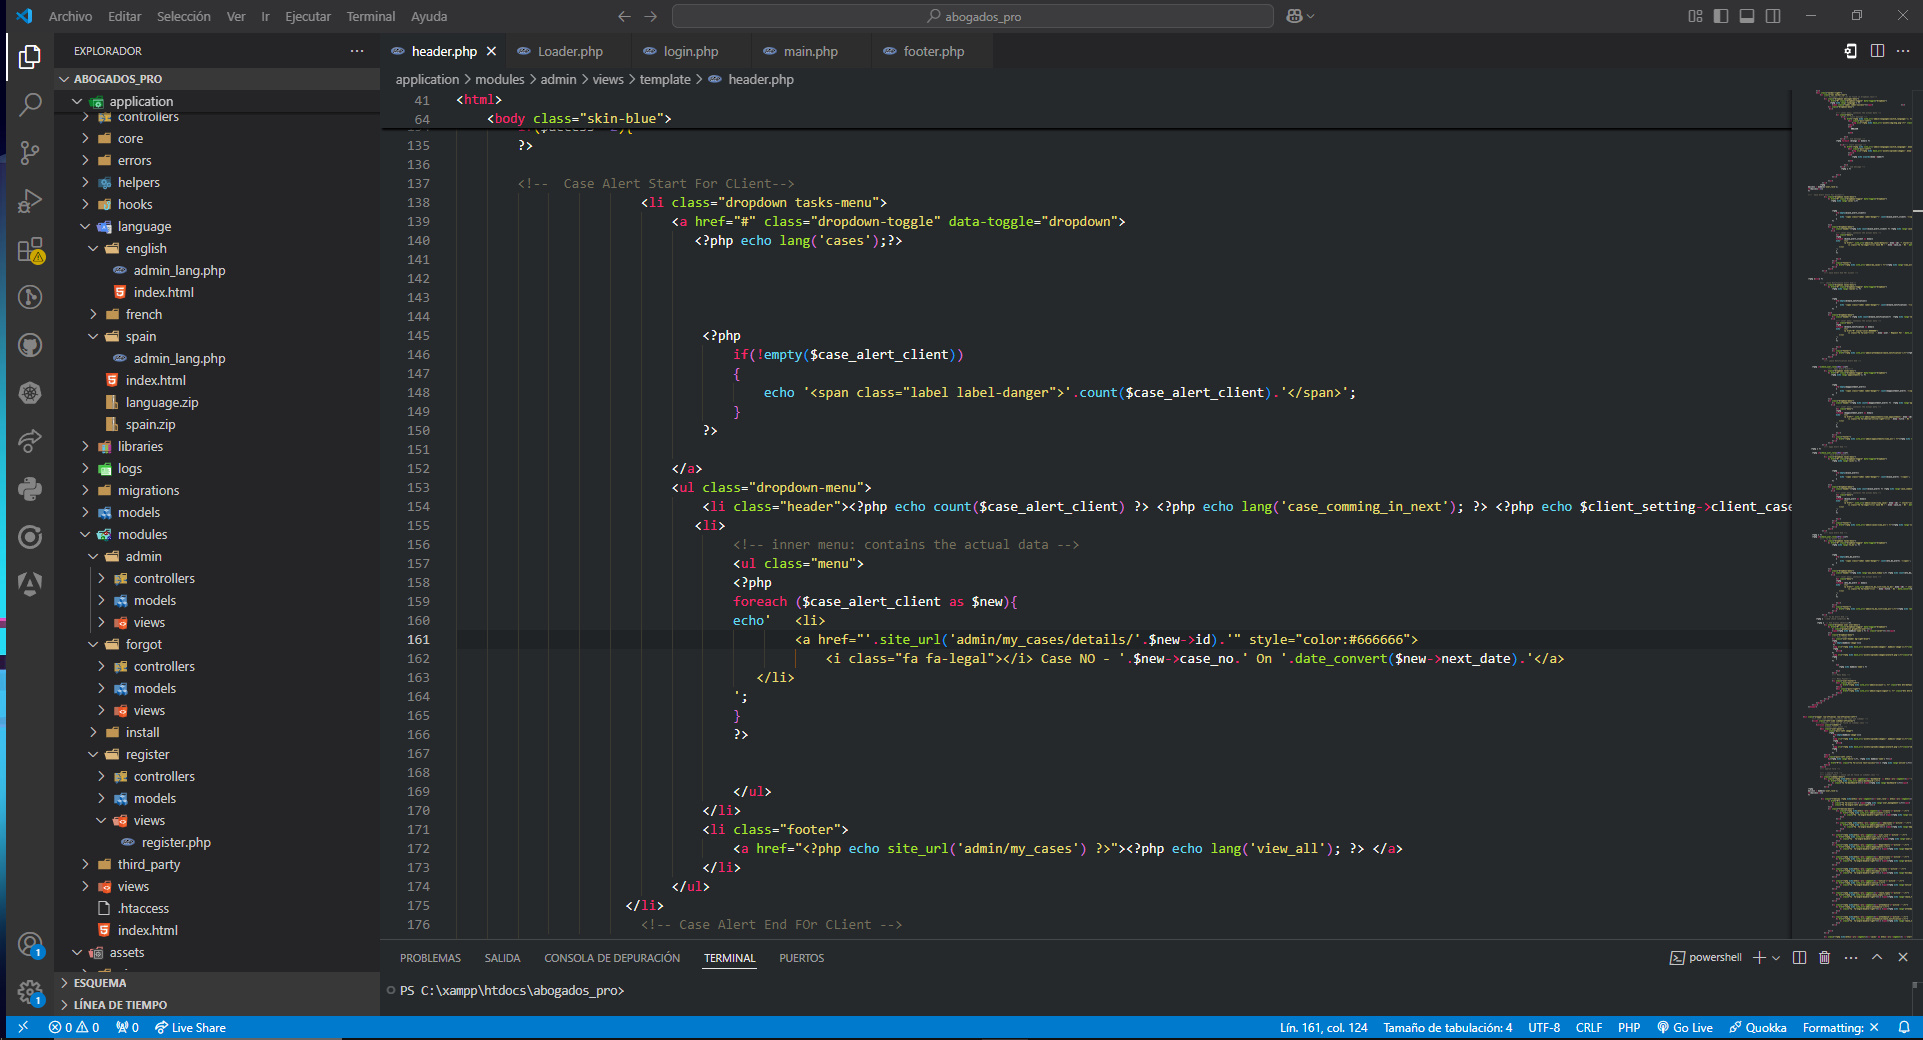 Archivo Editar Selección Ver Ir Ejecutar Terminal Ayuda
abogados_pro
EXPLORADOR
ABOGADOS_PRO
application
controllers
core
errors
helpers
hooks
language
english
admin_lang.php
index.html
french
spain
admin_lang.php
index.html
language.zip
spain.zip
libraries
logs
migrations
models
modules
admin
controllers
models
views
forgot
controllers
models
views
install
register
controllers
models
views
register.php
third_party
views
.htaccess
index.html
assets
ESQUEMA
LÍNEA DE TIEMPO
header.php Loader.php login.php main.php footer.php
application > modules > admin > views > template > header.php
41 <html>
64 <body class="skin-blue">
135 ?>
136
137 <!--  Case Alert Start For CLient-->
138 <li class="dropdown tasks-menu">
139 <a href="#" class="dropdown-toggle" data-toggle="dropdown">
140 <?php echo lang('cases');?>
141
142
143
144
145 <?php
146 if(!empty($case_alert_client))
147 {
148 echo '<span class="label label-danger">'.count($case_alert_client).'</span>';
149 }
150 ?>
151
152 </a>
153 <ul class="dropdown-menu">
154 <li class="header"><?php echo count($case_alert_client) ?> <?php echo lang('case_comming_in_next'); ?> <?php echo $client_setting->client_case
155 <li>
156 <!-- inner menu: contains the actual data -->
157 <ul class="menu">
158 <?php
159 foreach ($case_alert_client as $new){
160 echo'   <li>
161 <a href="'.site_url('admin/my_cases/details/'.$new->id).'" style="color:#666666">
162 <i class="fa fa-legal"></i> Case NO - '.$new->case_no.' On '.date_convert($new->next_date).'</a>
163 </li>
164 ';
165 }
166 ?>
167
168
169 </ul>
170 </li>
171 <li class="footer">
172 <a href="<?php echo site_url('admin/my_cases') ?>"><?php echo lang('view_all'); ?> </a>
173 </li>
174 </ul>
175 </li>
176 <!-- Case Alert End FOr CLient -->
PROBLEMAS SALIDA CONSOLA DE DEPURACIÓN TERMINAL PUERTOS
powershell
PS C:\xampp\htdocs\abogados_pro>
1
1
0 0 0 Live Share
Lín. 161, col. 124 Tamaño de tabulación: 4 UTF-8 CRLF PHP Go Live Quokka Formatting: ×